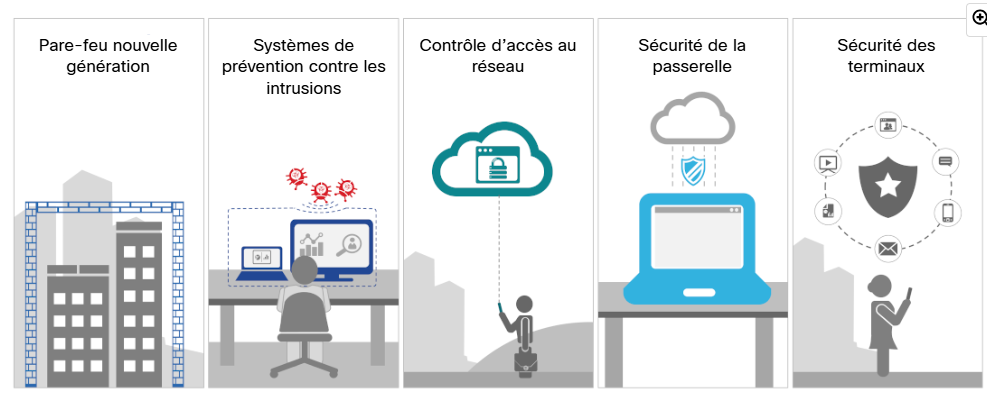 Pare-feu nouvelle
génération
Systèmes de
prévention contre les
intrusions
Contrôle d'accès au
réseau
Sécurité de la
passerelle
Sécurité des
terminaux